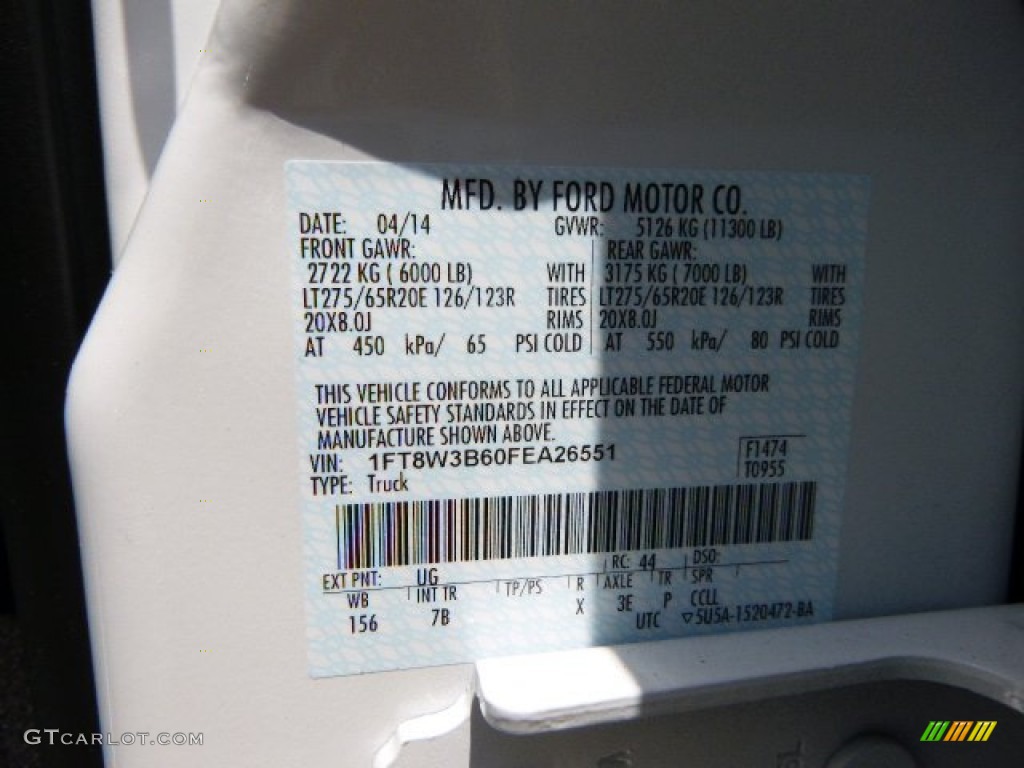 MFD. BY FORD MOTOR CO.
DATE: 04/14 GVWR: 5126 KG (11300 LB)
FRONT GAWR: REAR GAWR:
2722 KG ( 6000 LB) WITH 3175 KG ( 7000 LB) WITH
LT275/65R20E 126/123R TIRES LT275/65R20E 126/123R TIRES
20X8.0J RIMS 20X8.0J RIMS
AT 450 kPa/ 65 PSI COLD AT 550 kPa/ 80 PSI COLD
THIS VEHICLE CONFORMS TO ALL APPLICABLE FEDERAL MOTOR
VEHICLE SAFETY STANDARDS IN EFFECT ON THE DATE OF
MANUFACTURE SHOWN ABOVE.
VIN: 1FT8W3B60FEA26551 F1474
TYPE: Truck T0955
EXT PNT: UG RC: 44 DSO:
WB INT TR TP/PS R AXLE TR SPR
156 7B X 3E P CCLL
UTC ▽5U5A-1520472-BA
GTCARLOT.COM